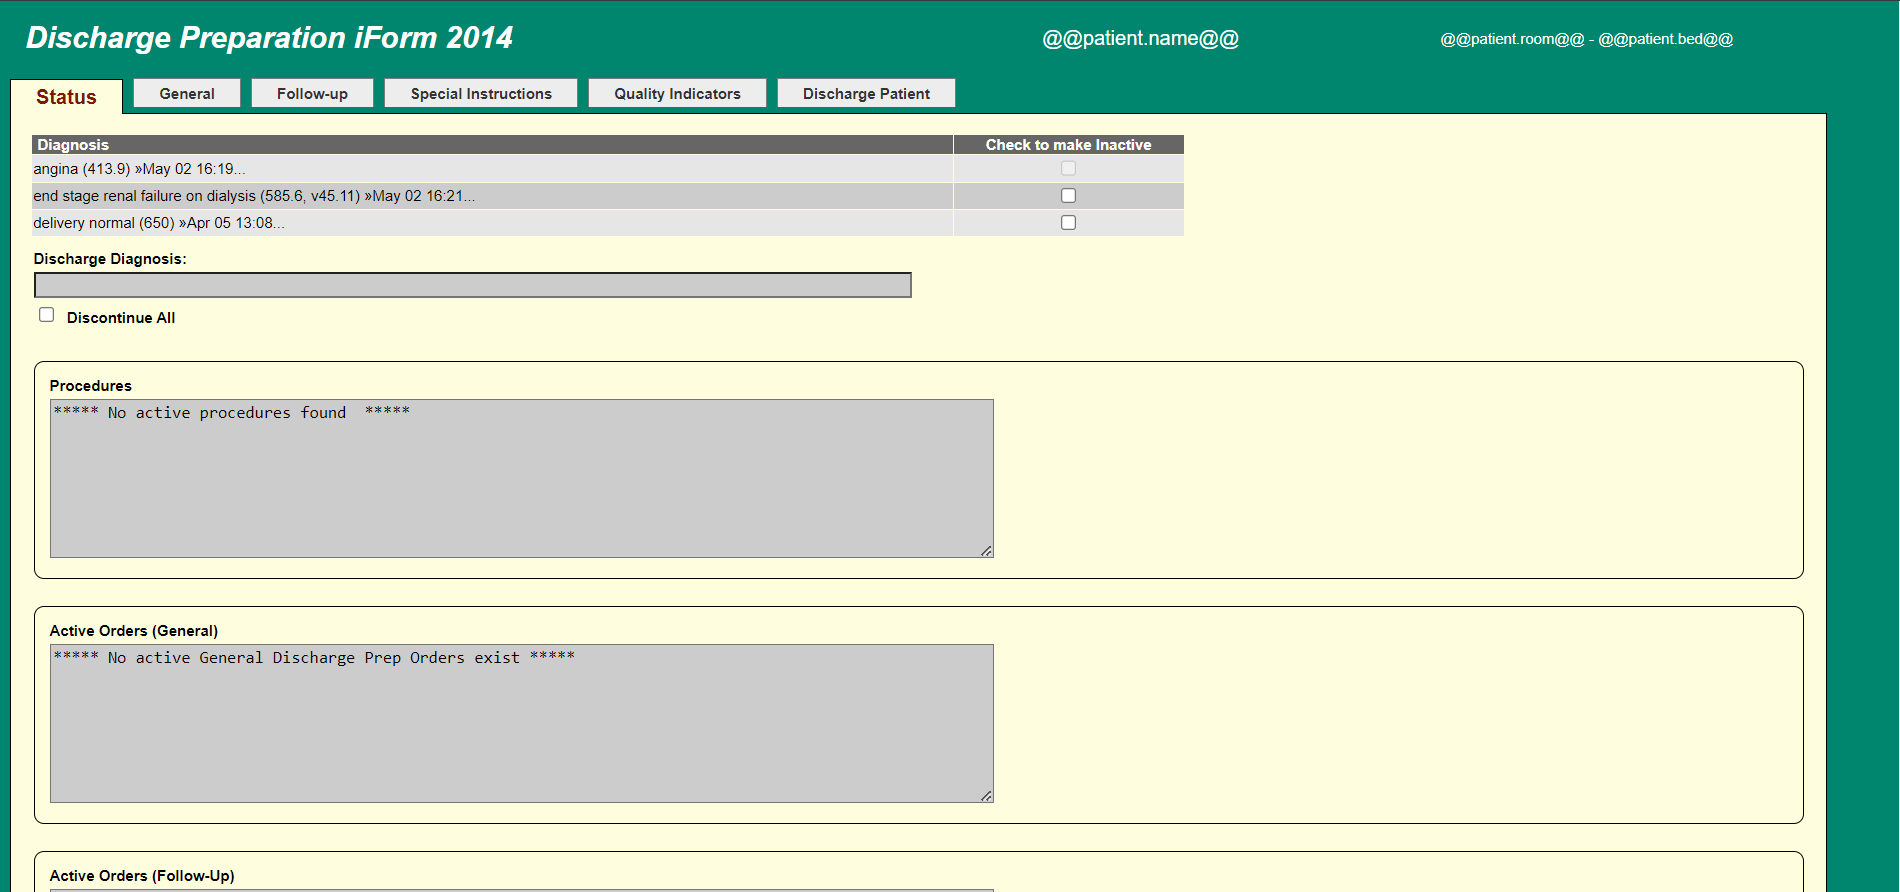 Discharge Preparation iForm 2014
@@patient.name@@
@@patient.room@@ - @@patient.bed@@
Status
General
Follow-up
Special Instructions
Quality Indicators
Discharge Patient
Diagnosis
Check to make Inactive
angina (413.9) »May 02 16:19...
end stage renal failure on dialysis (585.6, v45.11) »May 02 16:21...
delivery normal (650) »Apr 05 13:08...
Discharge Diagnosis:
Discontinue All
Procedures
***** No active procedures found  *****
Active Orders (General)
***** No active General Discharge Prep Orders exist *****
Active Orders (Follow-Up)